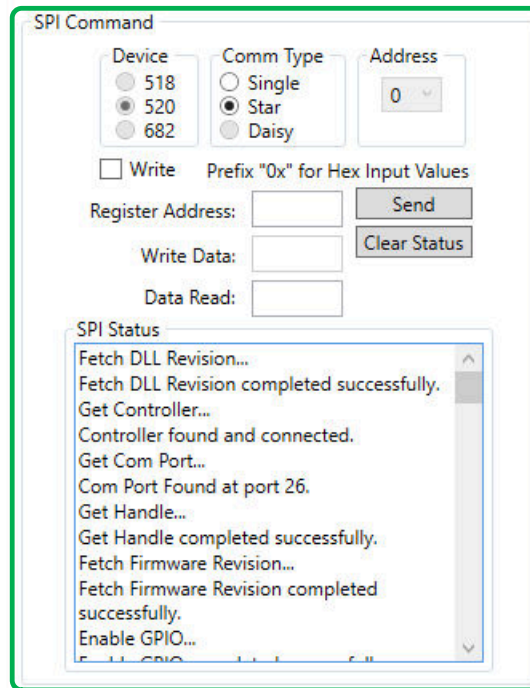 SPI Command
Device Comm Type Address
518 Single
520 Star 0
682 Daisy
Write Prefix "0x" for Hex Input Values
Register Address: Send
Write Data: Clear Status
Data Read:
SPI Status
Fetch DLL Revision...
Fetch DLL Revision completed successfully.
Get Controller...
Controller found and connected.
Get Com Port...
Com Port Found at port 26.
Get Handle...
Get Handle completed successfully.
Fetch Firmware Revision...
Fetch Firmware Revision completed
successfully.
Enable GPIO...